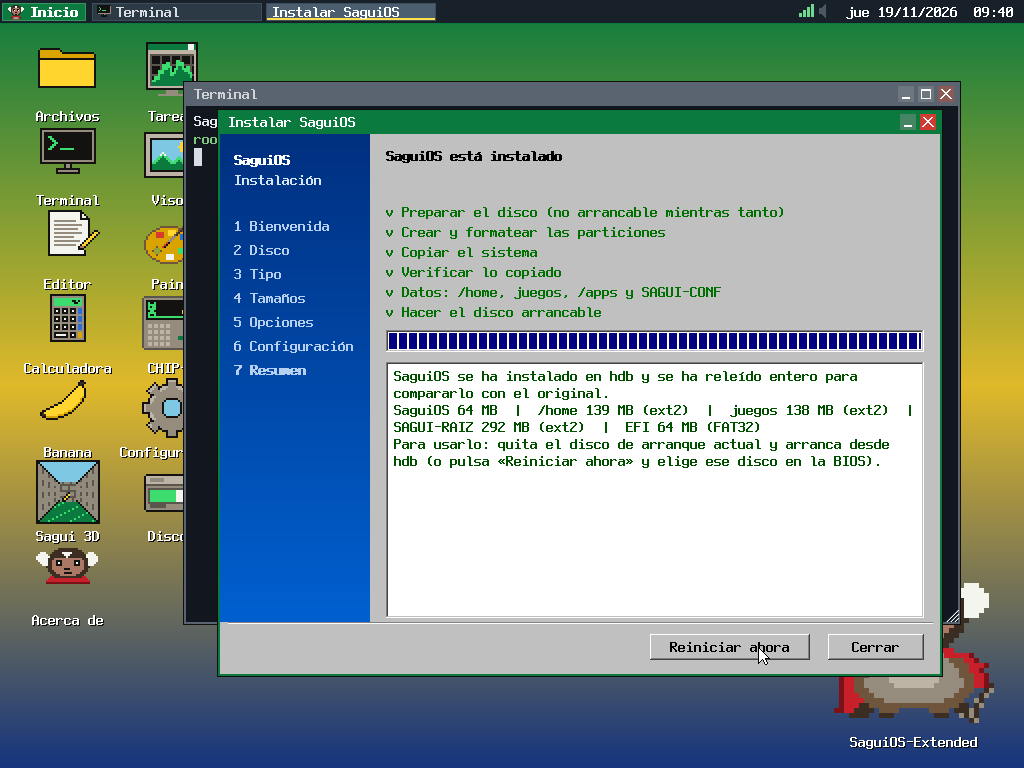 Inicio
Terminal
Instalar SaguiOS
jue 19/11/2026 09:40
Archivos
Terminal
Editor
Calculadora
CHIP-
Banana
Sagui 3D
Acerca de
Terminal
Instalar SaguiOS
SaguiOS
Instalación
1 Bienvenida
2 Disco
3 Tipo
4 Tamaños
5 Opciones
6 Configuración
7 Resumen
SaguiOS está instalado
v Preparar el disco (no arrancable mientras tanto)
v Crear y formatear las particiones
v Copiar el sistema
v Verificar lo copiado
v Datos: /home, juegos, /apps y SAGUI-CONF
v Hacer el disco arrancable
SaguiOS se ha instalado en hdb y se ha releído entero para
compararlo con el original.
SaguiOS 64 MB | /home 139 MB (ext2) | juegos 138 MB (ext2) |
SAGUI-RAIZ 292 MB (ext2) | EFI 64 MB (FAT32)
Para usarlo: quita el disco de arranque actual y arranca desde
hdb (o pulsa «Reiniciar ahora» y elige ese disco en la BIOS).
Reiniciar ahora
Cerrar
SaguiOS-Extended